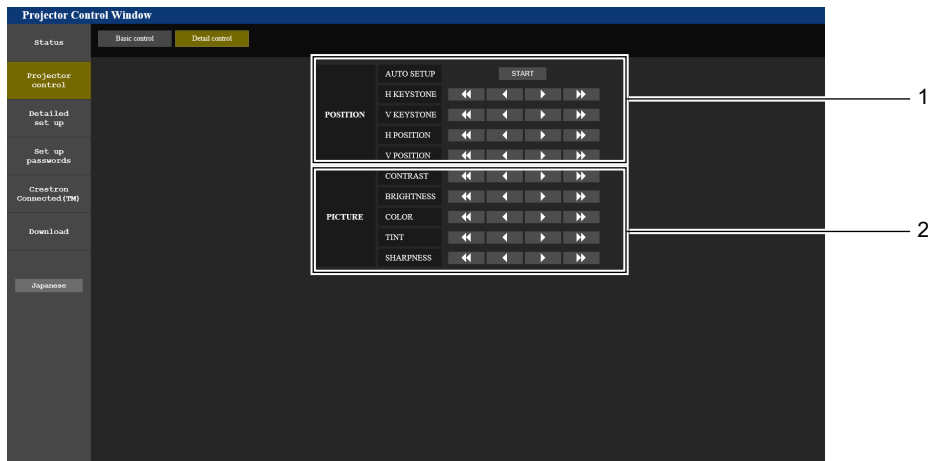 Projector Control Window
Status
Basic control
Detail control
Projector
control
Detailed
set up
Set up
passwords
Crestron
Connected(TM)
Download
Japanese
POSITION
AUTO SETUP
START
H KEYSTONE
V KEYSTONE
H POSITION
V POSITION
PICTURE
CONTRAST
BRIGHTNESS
COLOR
TINT
SHARPNESS
1
2